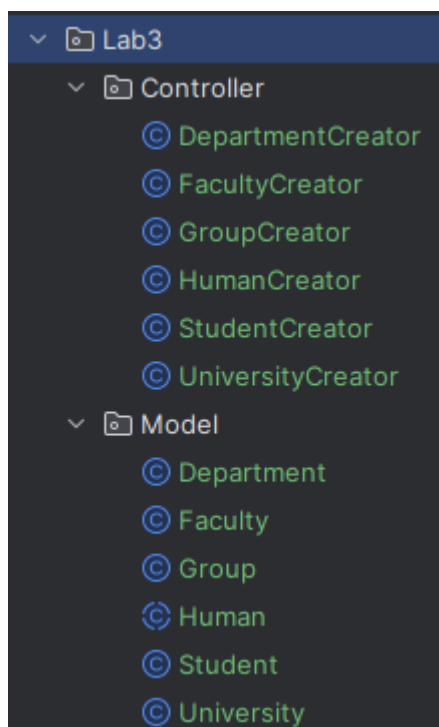 Lab3
Controller
DepartmentCreator
FacultyCreator
GroupCreator
HumanCreator
StudentCreator
UniversityCreator
Model
Department
Faculty
Group
Human
Student
University